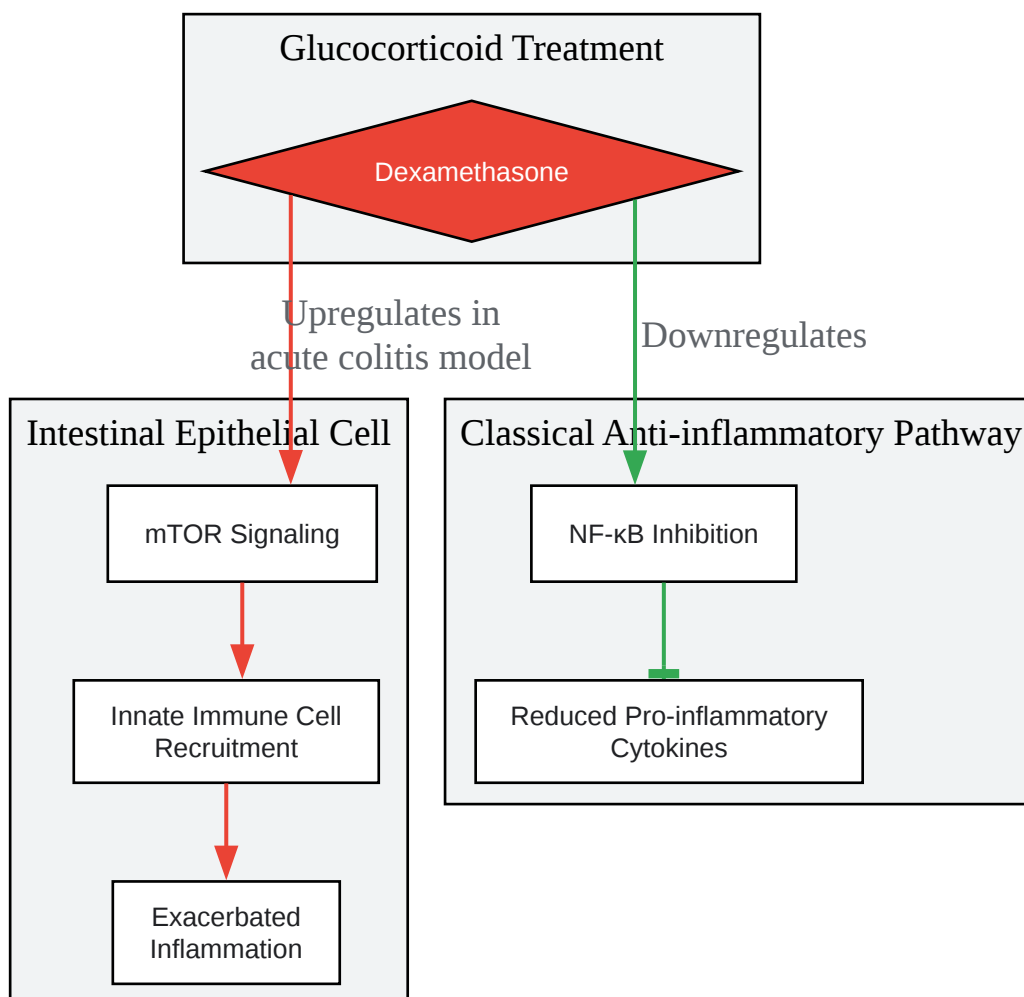 Glucocorticoid Treatment
Dexamethasone
Upregulates in
acute colitis model
Downregulates
Intestinal Epithelial Cell
Classical Anti-inflammatory Pathway
mTOR Signaling
NF-κB Inhibition
Innate Immune Cell
Recruitment
Reduced Pro-inflammatory
Cytokines
Exacerbated
Inflammation